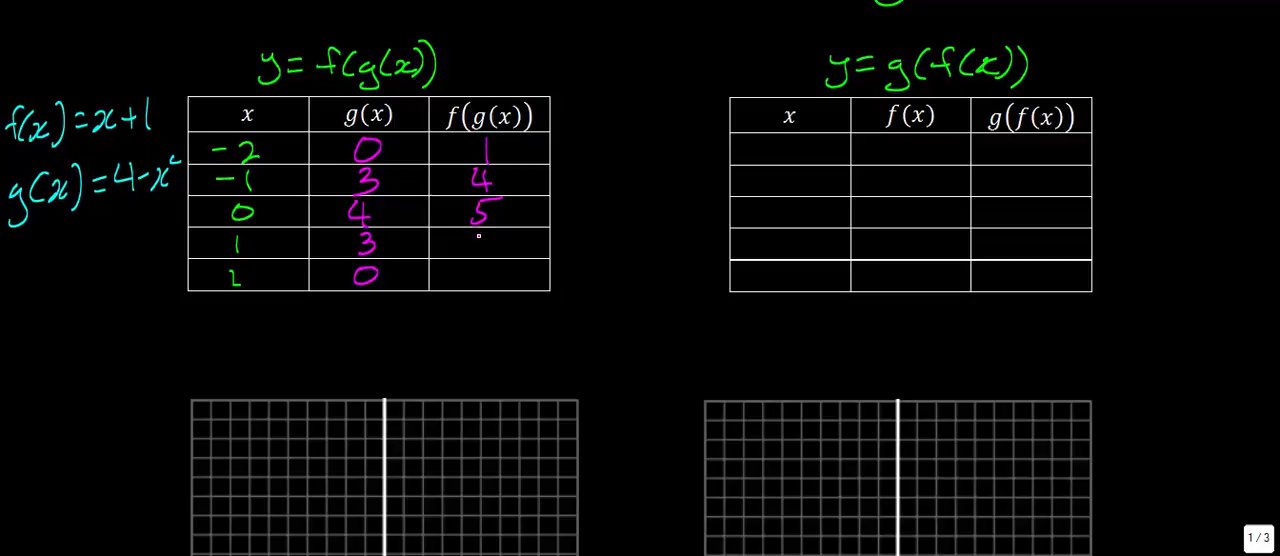 y = f(g(x))
f(x) = x + 1
g(x) = 4 - x²
x g(x) f(g(x))
-2 0 1
-1 3 4
0 4 5
1 3
2 0
y = g(f(x))
x f(x) g(f(x))
1 / 3